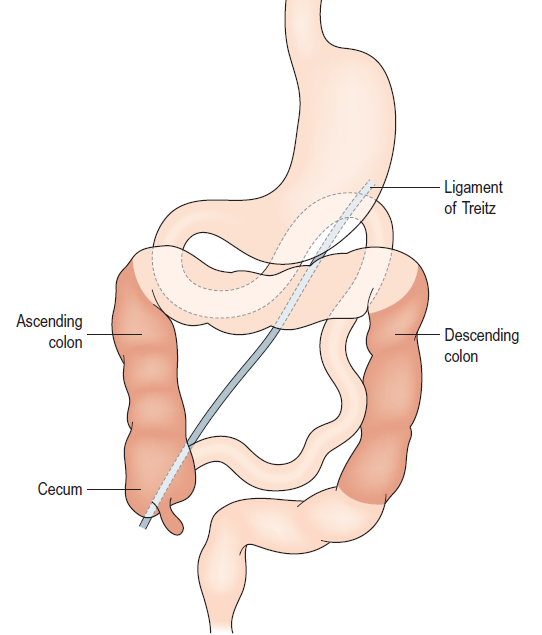 Ligament
of Treitz
Ascending
colon
Descending
colon
Cecum